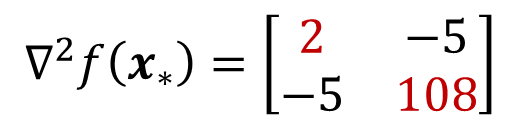 ∇²f(𝒙∗) = [2 −5
−5 108]